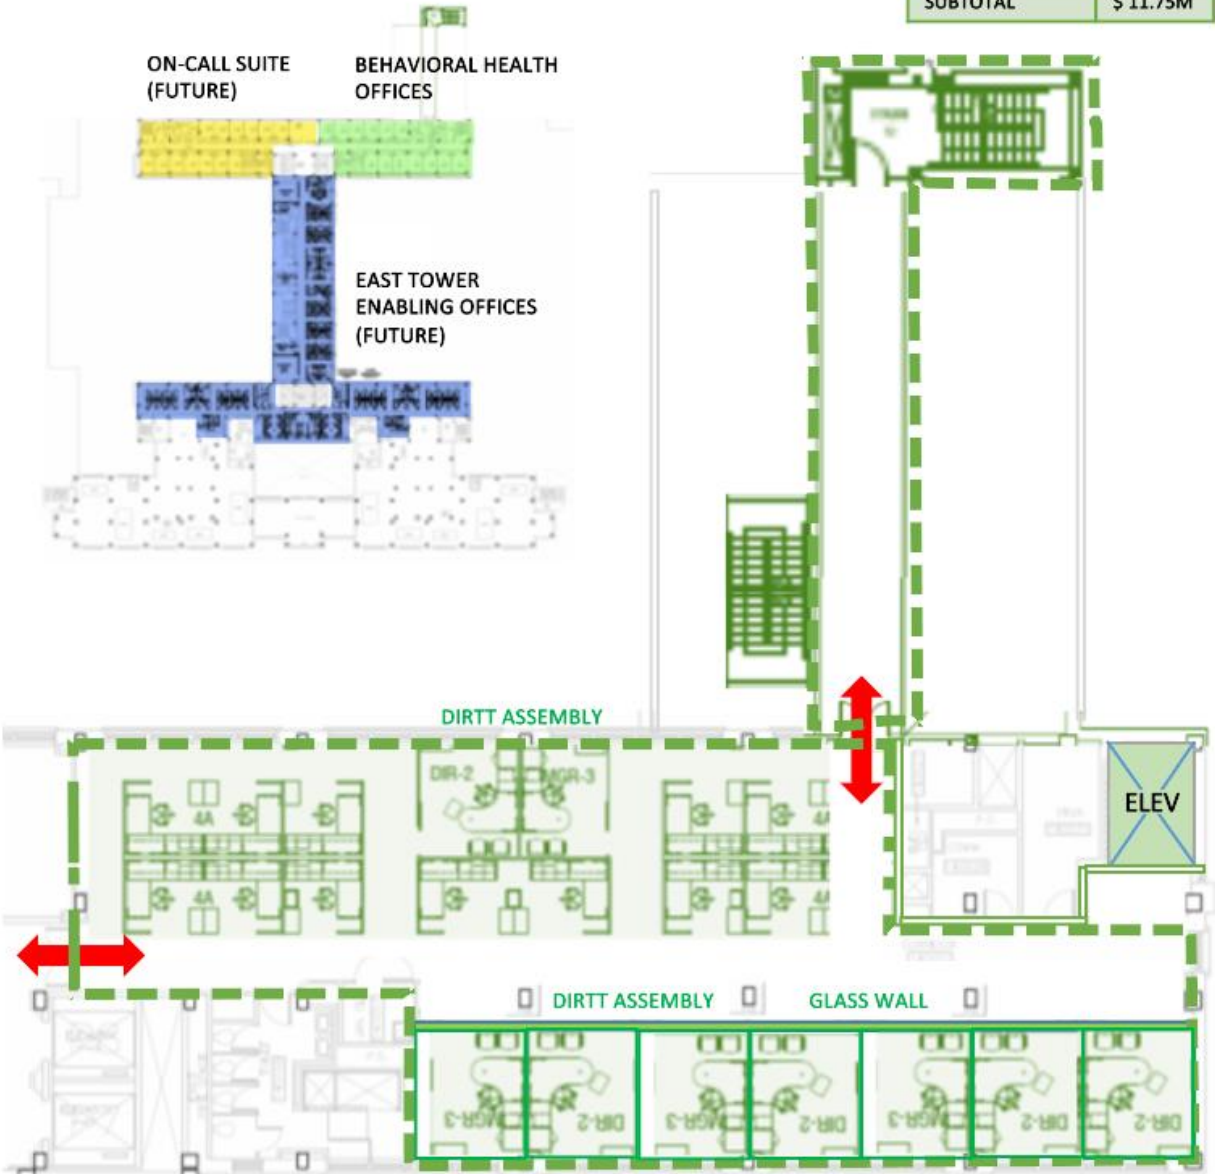 SUBTOTAL $ 11.75M
ON-CALL SUITE
(FUTURE)
BEHAVIORAL HEALTH
OFFICES
EAST TOWER
ENABLING OFFICES
(FUTURE)
DIRTT ASSEMBLY
DIR-2 MGR-3
4A 4A
ELEV
4A 4A
DIRTT ASSEMBLY GLASS WALL
MGR-3 DIR-2 MGR-3 DIR-2 MGR-3 DIR-2 DIR-2